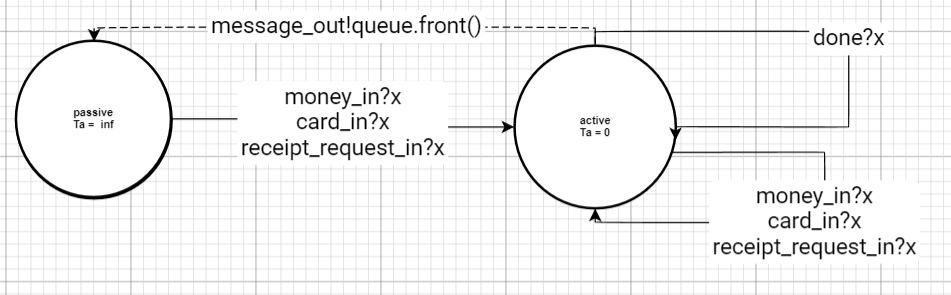 message_out!queue.front()
done?x
money_in?x
card_in?x
receipt_request_in?x
passive
Ta = inf
active
Ta = 0
money_in?x
card_in?x
receipt_request_in?x